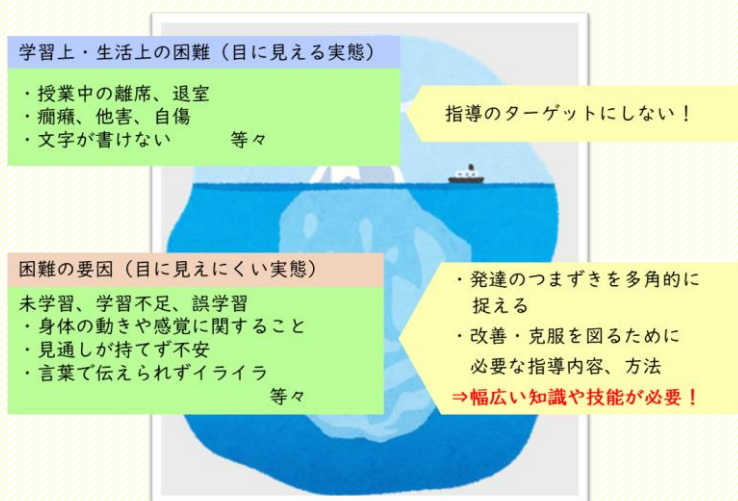 学習上・生活上の困難（目に見える実態）
・授業中の離席、退室
・癇癪、他害、自傷
・文字が書けない　　　等々
指導のターゲットにしない！
困難の要因（目に見えにくい実態）
未学習、学習不足、誤学習
・身体の動きや感覚に関すること
・見通しが持てず不安
・言葉で伝えられずイライラ
等々
・発達のつまずきを多角的に
捉える
・改善・克服を図るために
必要な指導内容、方法
⇒幅広い知識や技能が必要！